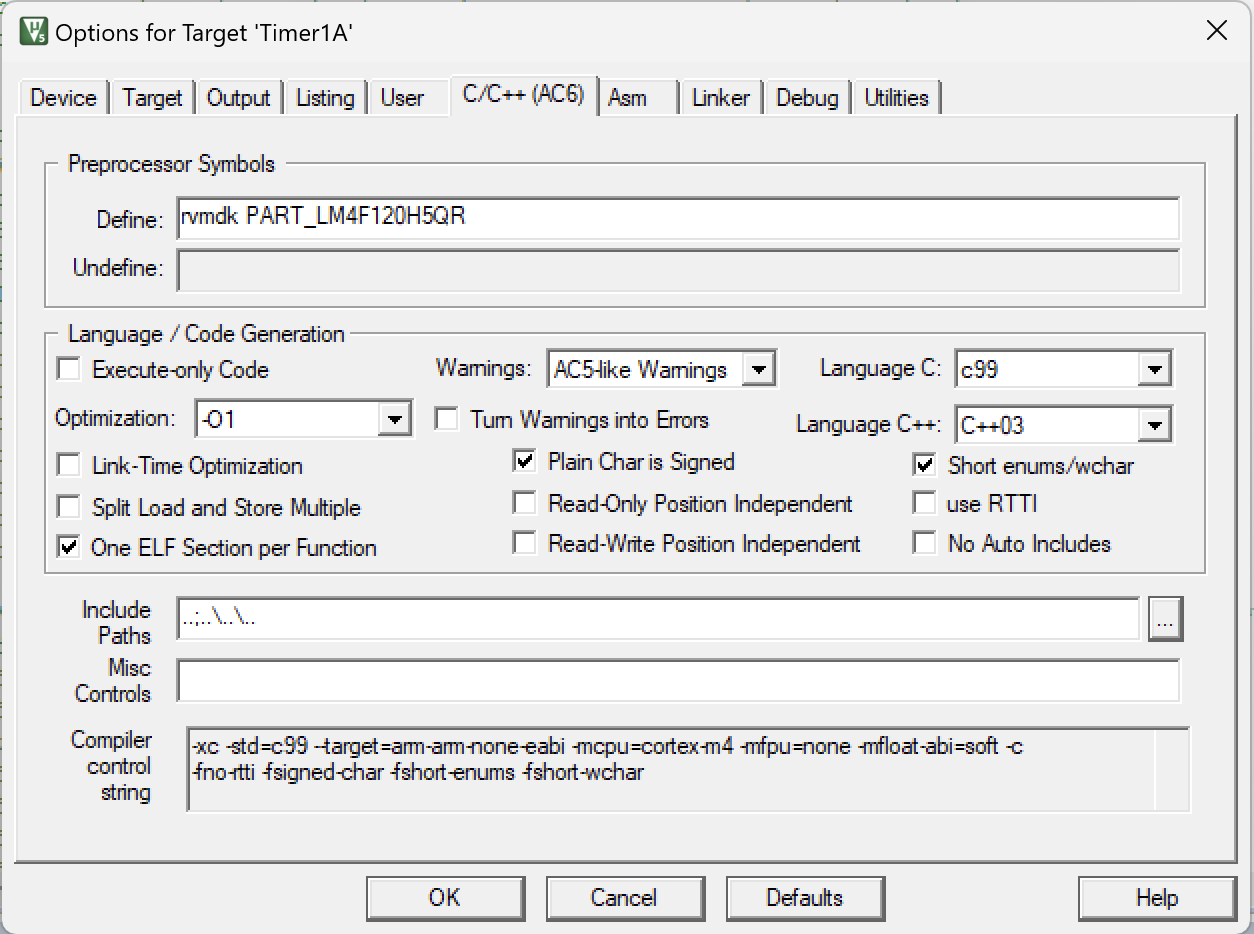 Options for Target 'Timer1A'
Device Target Output Listing User C/C++ (AC6) Asm Linker Debug Utilities
Preprocessor Symbols
Define: rvmdk PART_LM4F120H5QR
Undefine:
Language / Code Generation
Execute-only Code Warnings: AC5-like Warnings Language C: c99
Optimization: -O1 Turn Warnings into Errors Language C++: C++03
Link-Time Optimization Plain Char is Signed Short enums/wchar
Split Load and Store Multiple Read-Only Position Independent use RTTI
One ELF Section per Function Read-Write Position Independent No Auto Includes
Include Paths ..;..\..\.. ...
Misc Controls
Compiler control string
-xc -std=c99 --target=arm-arm-none-eabi -mcpu=cortex-m4 -mfpu=none -mfloat-abi=soft -c
-fno-rtti -fsigned-char -fshort-enums -fshort-wchar
OK Cancel Defaults Help